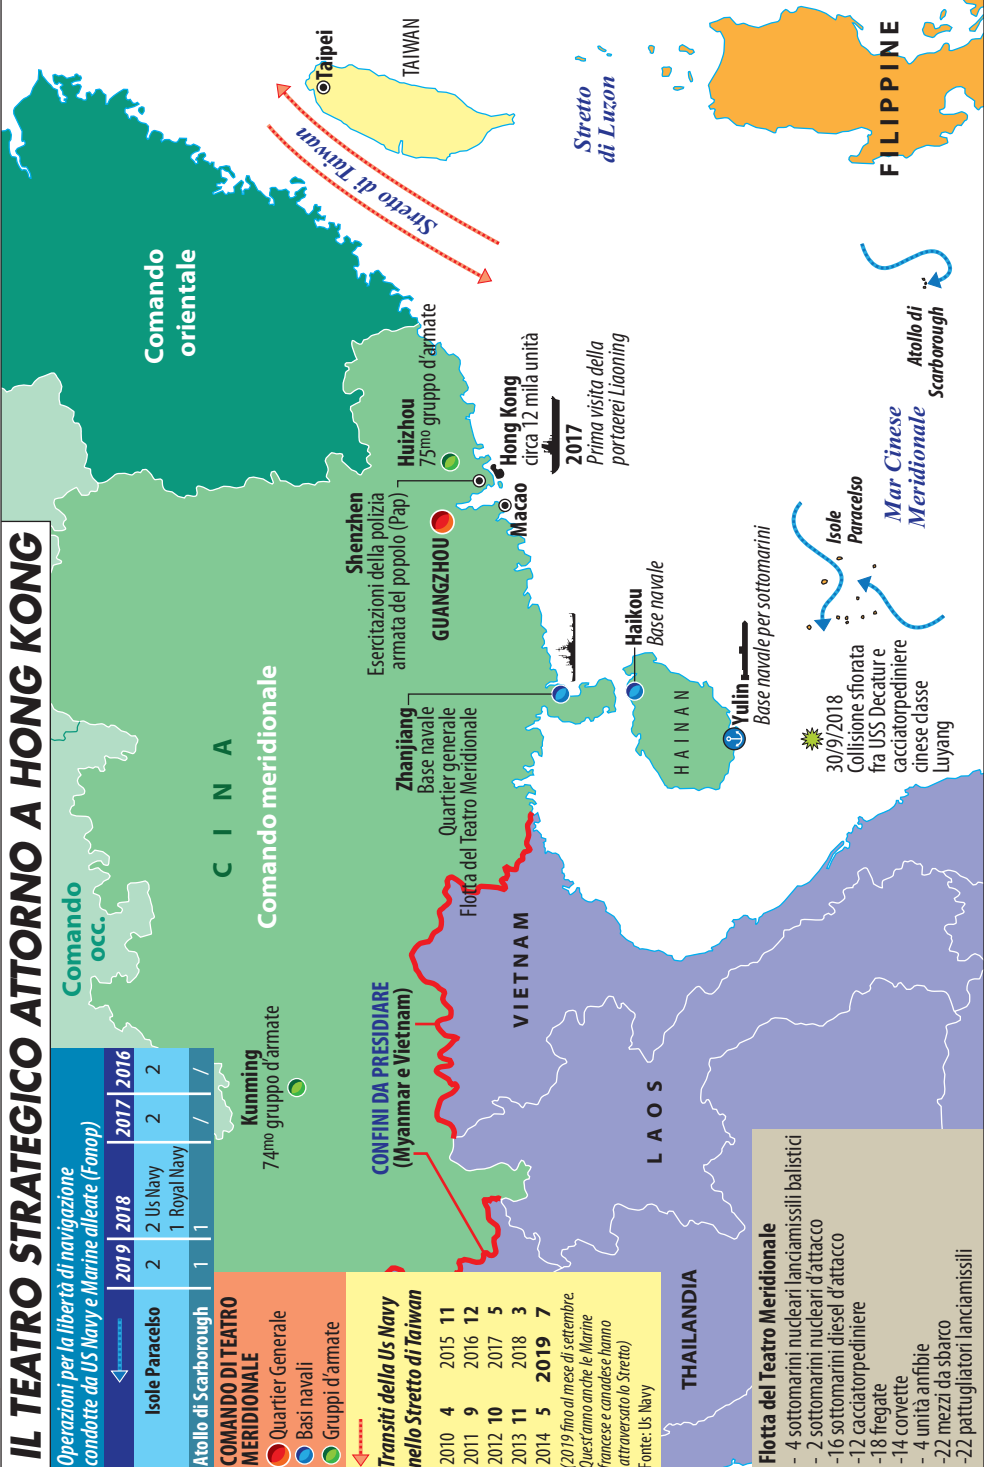 IL TEATRO STRATEGICO ATTORNO A HONG KONG
Operazioni per la libertà di navigazione
condotte da US Navy e Marine alleate (Fonop)
2019 2018 2017 2016
Isole Paracelso 2 2 Us Navy 2 2
1 Royal Navy
Atollo di Scarborough 1 1 / /
COMANDO DI TEATRO
MERIDIONALE
Quartier Generale
Basi navali
Gruppi d'armate
Transiti della Us Navy
nello Stretto di Taiwan
2010 4 2015 11
2011 9 2016 12
2012 10 2017 5
2013 11 2018 3
2014 5 2019 7
(2019 fino al mese di settembre.
Quest'anno anche le Marine
francese e canadese hanno
attraversato lo Stretto)
Fonte: Us Navy
Flotta del Teatro Meridionale
- 4 sottomarini nucleari lanciamissili balistici
- 2 sottomarini nucleari d'attacco
-16 sottomarini diesel d'attacco
-12 cacciatorpediniere
-18 fregate
-14 corvette
- 4 unità anfibie
-22 mezzi da sbarco
-22 pattugliatori lanciamissili
Comando
occ.
CINA
Comando meridionale
Comando
orientale
Kunming
74mo gruppo d'armate
CONFINI DA PRESIDIARE
(Myanmar e Vietnam)
VIETNAM
LAOS
THAILANDIA
Shenzhen
Esercitazioni della polizia
armata del popolo (Pap)
GUANGZHOU
Huizhou
75mo gruppo d'armate
Hong Kong
circa 12 mila unità
2017
Prima visita della
portaerei Liaoning
Macao
Zhanjiang
Base navale
Quartier generale
Flotta del Teatro Meridionale
Haikou
Base navale
HAINAN
Yulin
Base navale per sottomarini
30/9/2018
Collisione sfiorata
fra USS Decatur e
cacciatorpediniere
cinese classe
Luyang
Isole
Paracelso
Mar Cinese
Meridionale
Atollo di
Scarborough
Stretto di Taiwan
Taipei
TAIWAN
Stretto
di Luzon
FILIPPINE